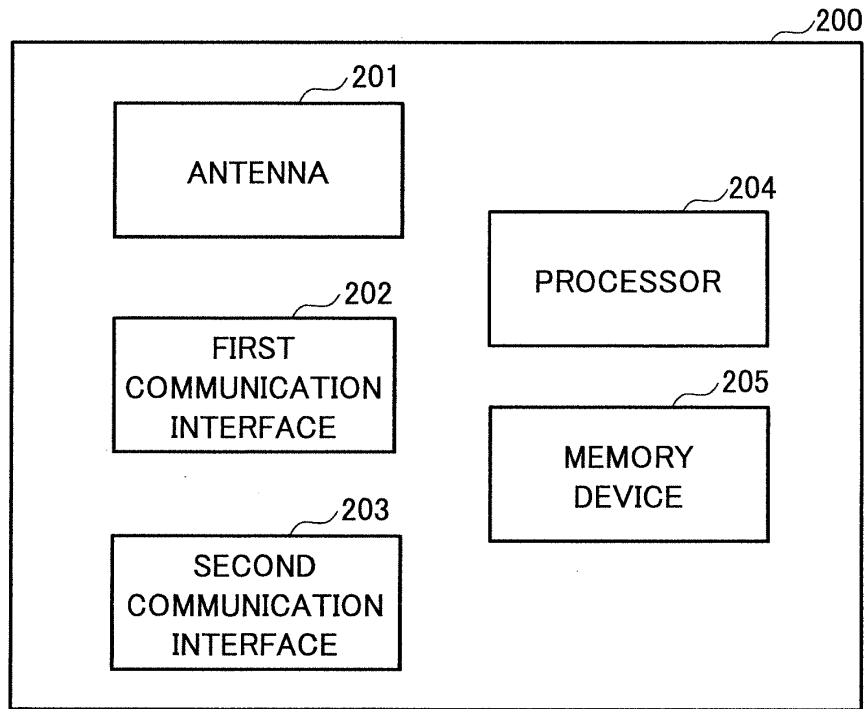 200
201
ANTENNA
204
PROCESSOR
202
FIRST
COMMUNICATION
INTERFACE
205
MEMORY
DEVICE
203
SECOND
COMMUNICATION
INTERFACE